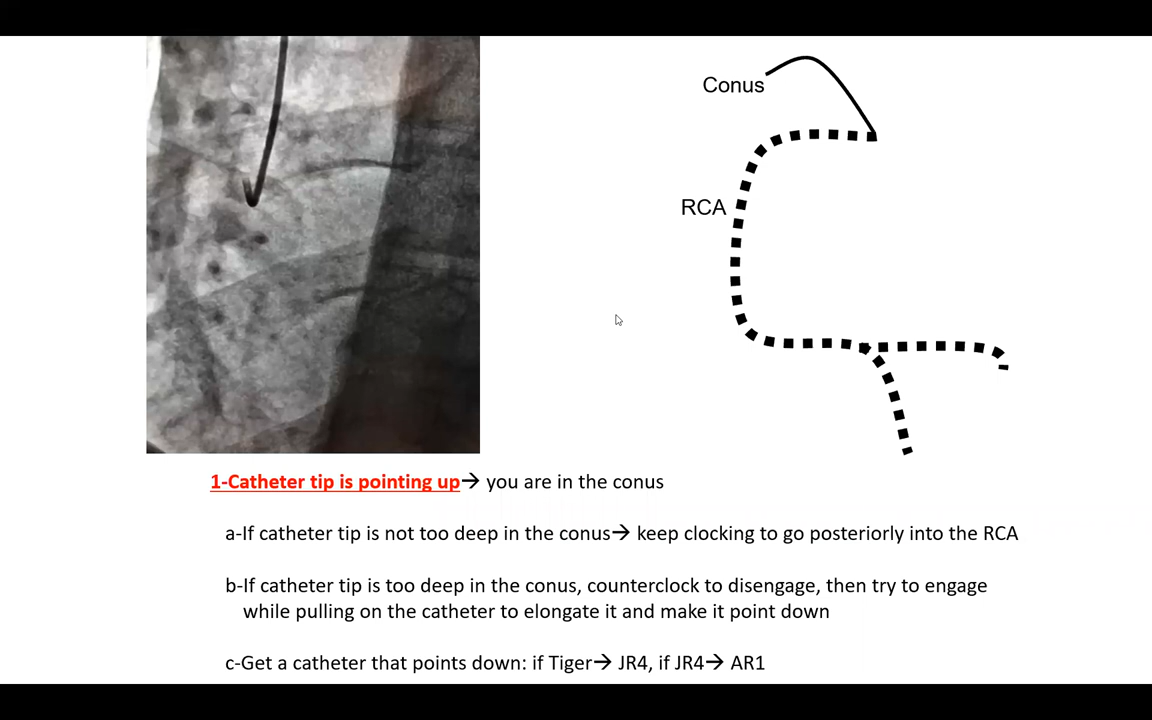 Conus
RCA
1-Catheter tip is pointing up→ you are in the conus
a-If catheter tip is not too deep in the conus→ keep clocking to go posteriorly into the RCA
b-If catheter tip is too deep in the conus, counterclock to disengage, then try to engage
while pulling on the catheter to elongate it and make it point down
c-Get a catheter that points down: if Tiger→ JR4, if JR4→ AR1